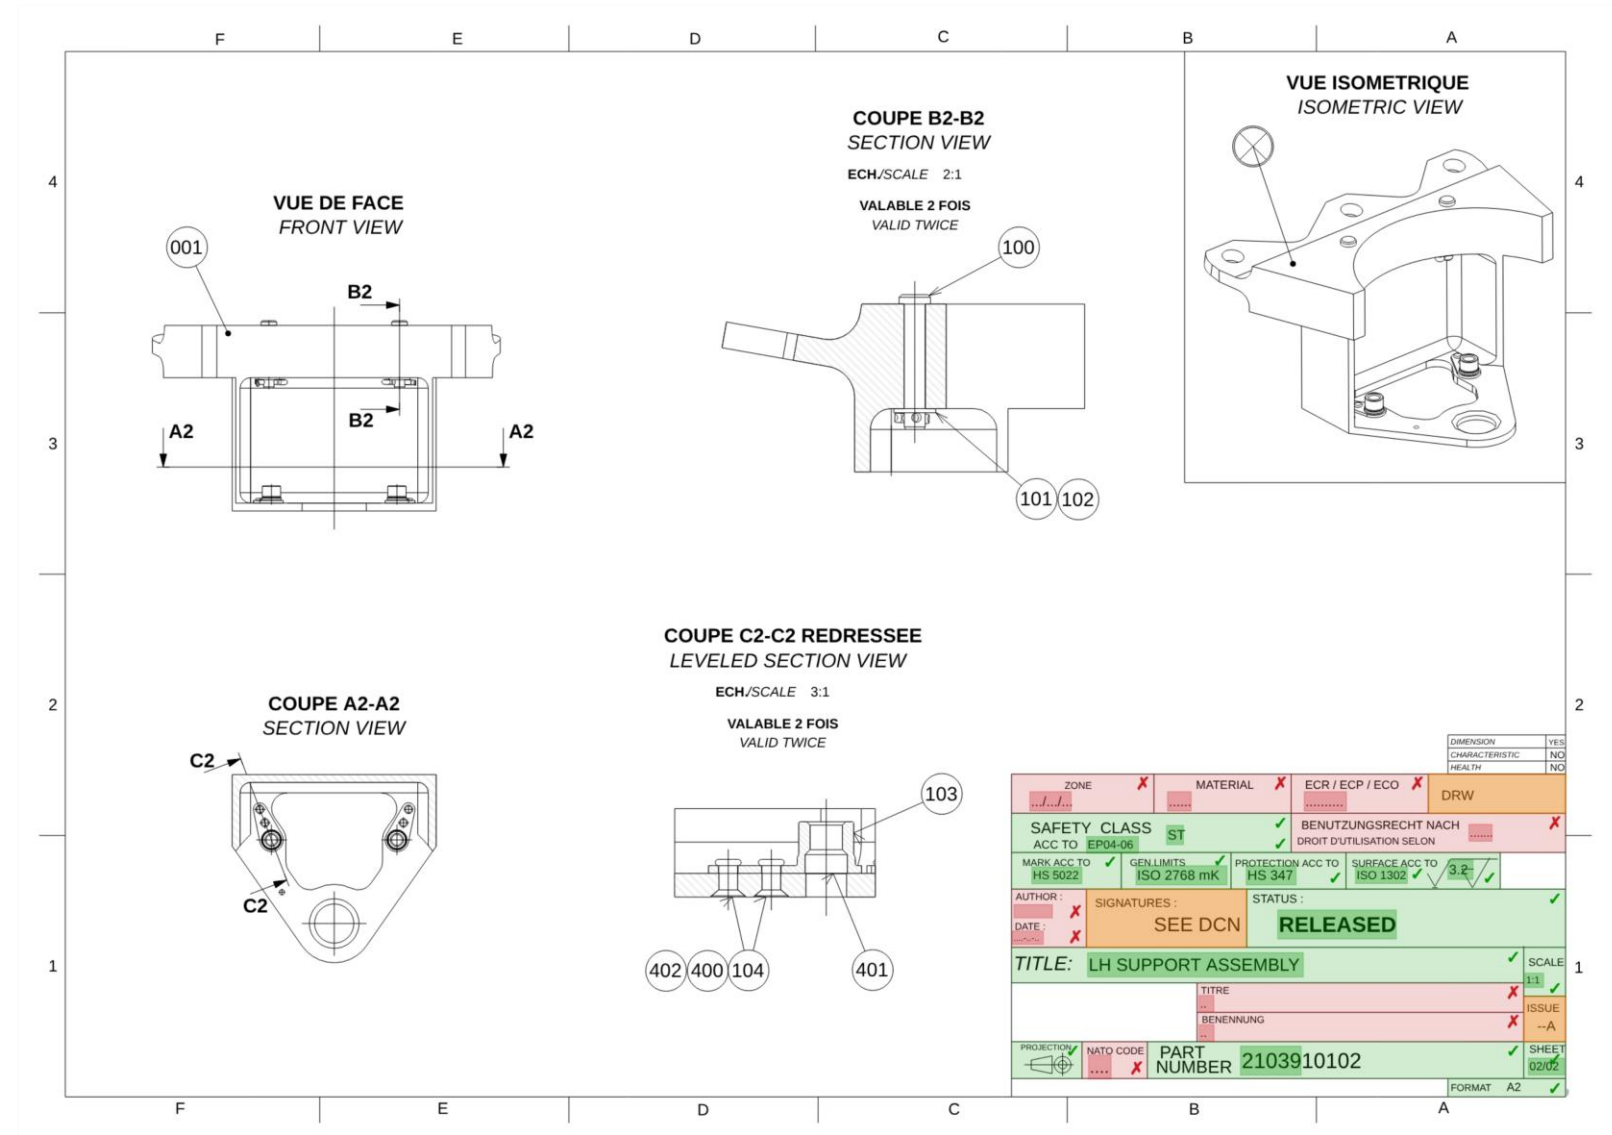 F E D C B A
VUE ISOMETRIQUE
ISOMETRIC VIEW
COUPE B2-B2
SECTION VIEW
ECH./SCALE 2:1
VALABLE 2 FOIS
VALID TWICE
4
4
VUE DE FACE
FRONT VIEW
001
100
B2
B2
A2
A2
3
3
101 102
COUPE C2-C2 REDRESSEE
LEVELED SECTION VIEW
ECH./SCALE 3:1
VALABLE 2 FOIS
VALID TWICE
2
2
COUPE A2-A2
SECTION VIEW
C2
C2
103
402 400 104
401
1
1
DIMENSION YES
CHARACTERISTIC NO
HEALTH NO
ZONE
.../.../...
MATERIAL
......
ECR / ECP / ECO
..........
DRW
SAFETY CLASS ST
ACC TO EP04-06
BENUTZUNGSRECHT NACH ......
DROIT D'UTILISATION SELON
MARK ACC TO
HS 5022
GEN.LIMITS
ISO 2768 mK
PROTECTION ACC TO
HS 347
SURFACE ACC TO
ISO 1302
3.2
AUTHOR :
DATE :
SIGNATURES :
SEE DCN
STATUS :
RELEASED
TITLE: LH SUPPORT ASSEMBLY
SCALE
1:1
TITRE
..
BENENNUNG
..
ISSUE
--A
PROJECTION
NATO CODE
....
PART
NUMBER 2103910102
SHEET
02/02
FORMAT A2
F E D C B A